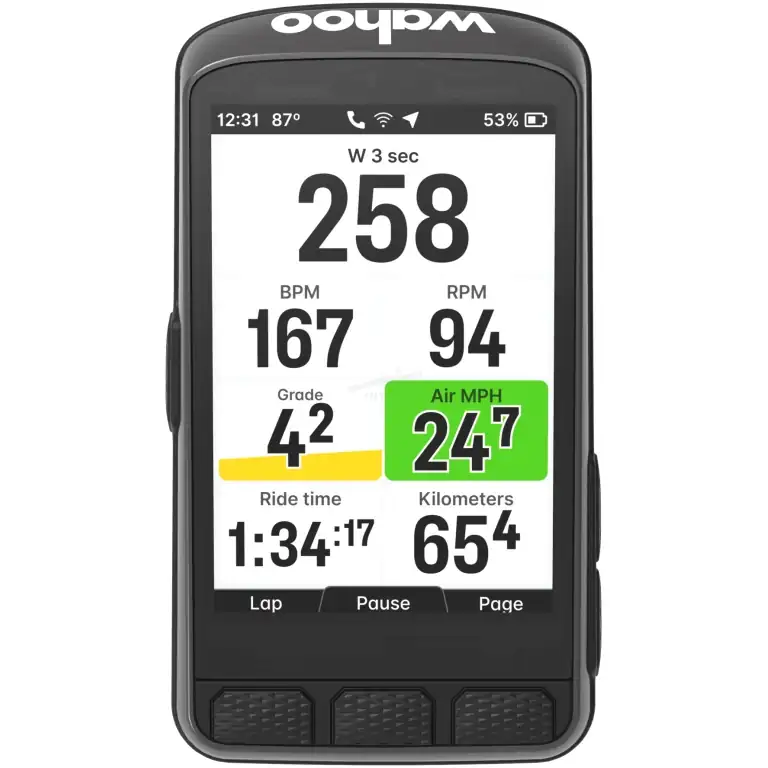 wahoo
12:31 87° 53%
W 3 sec
258
BPM RPM
167 94
Grade Air MPH
4² 24⁷
Ride time Kilometers
1:34:17 65⁴
Lap Pause Page